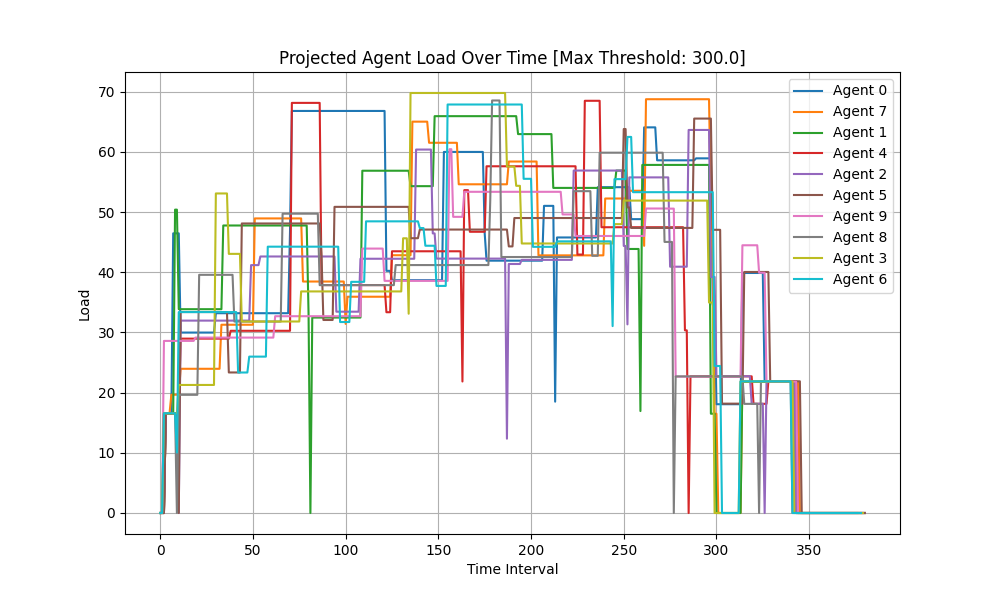 Projected Agent Load Over Time [Max Threshold: 300.0]
Load
70
60
50
40
30
20
10
0
0 50 100 150 200 250 300 350
Time Interval
Agent 0
Agent 7
Agent 1
Agent 4
Agent 2
Agent 5
Agent 9
Agent 8
Agent 3
Agent 6